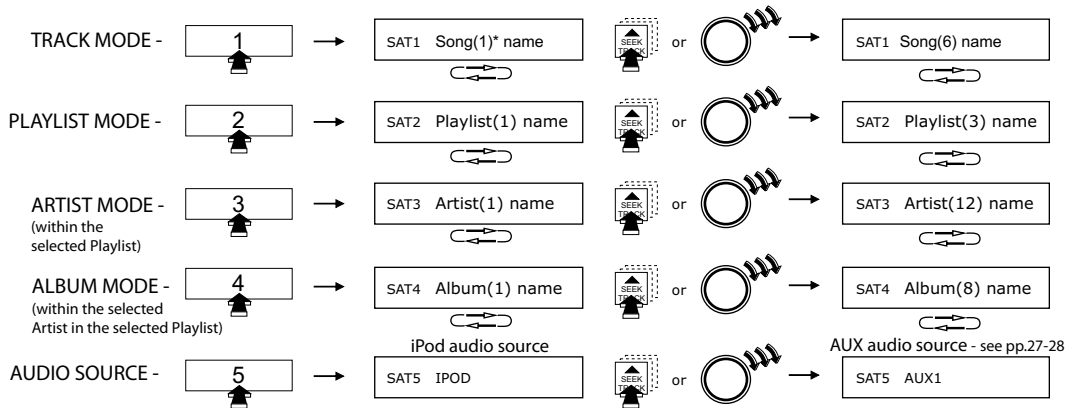 TRACK MODE - 1 SAT1 Song(1)* name SEEK TRACK or SAT1 Song(6) name
PLAYLIST MODE - 2 SAT2 Playlist(1) name SEEK TRACK or SAT2 Playlist(3) name
ARTIST MODE - 3 SAT3 Artist(1) name SEEK TRACK or SAT3 Artist(12) name
(within the
selected Playlist)
ALBUM MODE - 4 SAT4 Album(1) name SEEK TRACK or SAT4 Album(8) name
(within the selected
Artist in the selected Playlist)
iPod audio source AUX audio source - see pp.27-28
AUDIO SOURCE - 5 SAT5 IPOD SEEK TRACK or SAT5 AUX1